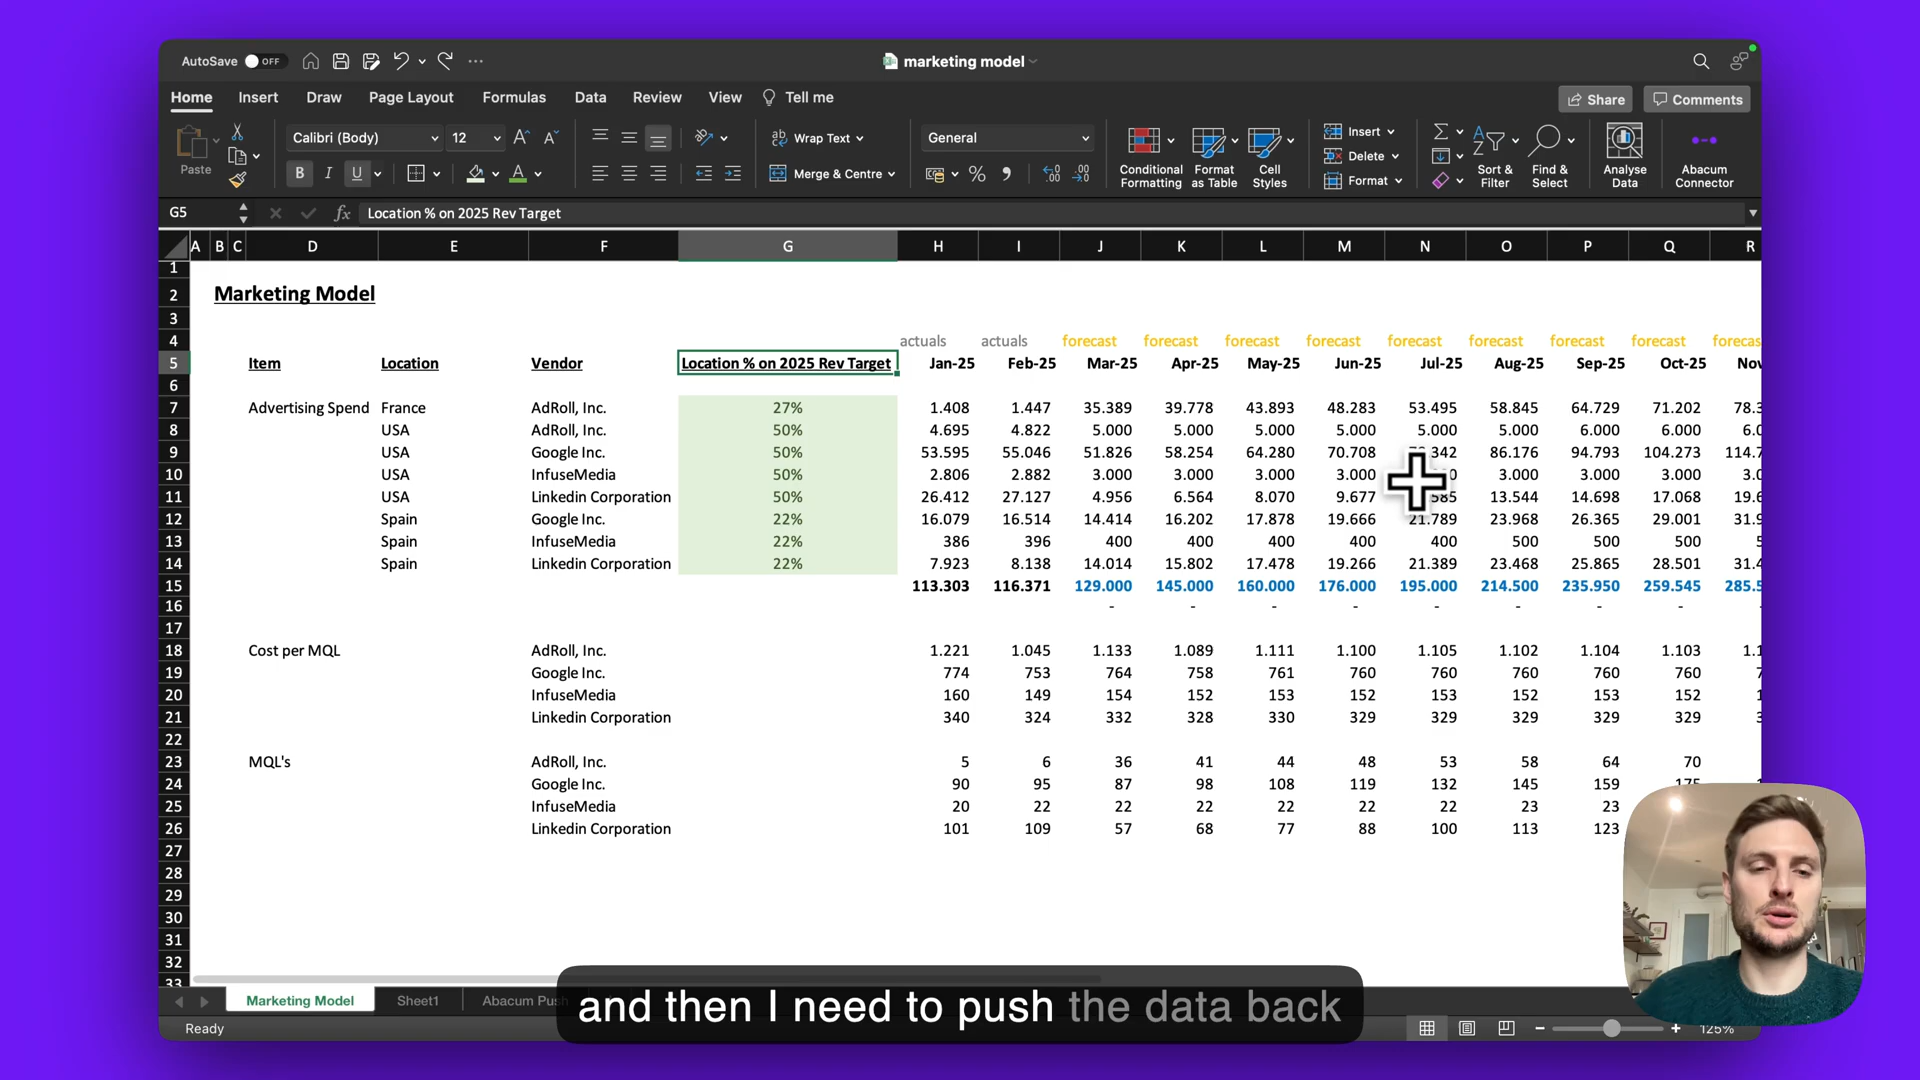 AutoSave OFF marketing model
Home Insert Draw Page Layout Formulas Data Review View Tell me Share Comments
Paste Calibri (Body) 12 Wrap Text General Insert
B I U A Merge & Centre % Delete
Format
Conditional Formatting Format as Table Cell Styles Sort & Filter Find & Select Analyse Data Abacum Connector
G5 fx Location % on 2025 Rev Target
A B C D E F G H I J K L M N O P Q R
1
2 Marketing Model
3
4 actuals actuals forecast forecast forecast forecast forecast forecast forecast forecast forecas
5 Item Location Vendor Location % on 2025 Rev Target Jan-25 Feb-25 Mar-25 Apr-25 May-25 Jun-25 Jul-25 Aug-25 Sep-25 Oct-25 Nov
6
7 Advertising Spend France AdRoll, Inc. 27% 1.408 1.447 35.389 39.778 43.893 48.283 53.495 58.845 64.729 71.202 78.3
8 USA AdRoll, Inc. 50% 4.695 4.822 5.000 5.000 5.000 5.000 5.000 5.000 6.000 6.000 6.0
9 USA Google Inc. 50% 53.595 55.046 51.826 58.254 64.280 70.708 342 86.176 94.793 104.273 114.7
10 USA InfuseMedia 50% 2.806 2.882 3.000 3.000 3.000 3.000 3.000 3.000 3.000 3.0
11 USA Linkedin Corporation 50% 26.412 27.127 4.956 6.564 8.070 9.677 585 13.544 14.698 17.068 19.6
12 Spain Google Inc. 22% 16.079 16.514 14.414 16.202 17.878 19.666 21.789 23.968 26.365 29.001 31.9
13 Spain InfuseMedia 22% 386 396 400 400 400 400 400 500 500 500 5
14 Spain Linkedin Corporation 22% 7.923 8.138 14.014 15.802 17.478 19.266 21.389 23.468 25.865 28.501 31.4
15 113.303 116.371 129.000 145.000 160.000 176.000 195.000 214.500 235.950 259.545 285.5
16 - - - - - - - -
17
18 Cost per MQL AdRoll, Inc. 1.221 1.045 1.133 1.089 1.111 1.100 1.105 1.102 1.104 1.103 1.1
19 Google Inc. 774 753 764 758 761 760 760 760 760 760 7
20 InfuseMedia 160 149 154 152 153 152 153 152 153 152 1
21 Linkedin Corporation 340 324 332 328 330 329 329 329 329 329 3
22
23 MQL's AdRoll, Inc. 5 6 36 41 44 48 53 58 64 70
24 Google Inc. 90 95 87 98 108 119 132 145 159 175
25 InfuseMedia 20 22 22 22 22 22 22 23 23
26 Linkedin Corporation 101 109 57 68 77 88 100 113 123
27
28
29
30
31
32
33
Marketing Model Sheet1 Abacum Pus
and then I need to push the data back
Ready 125%